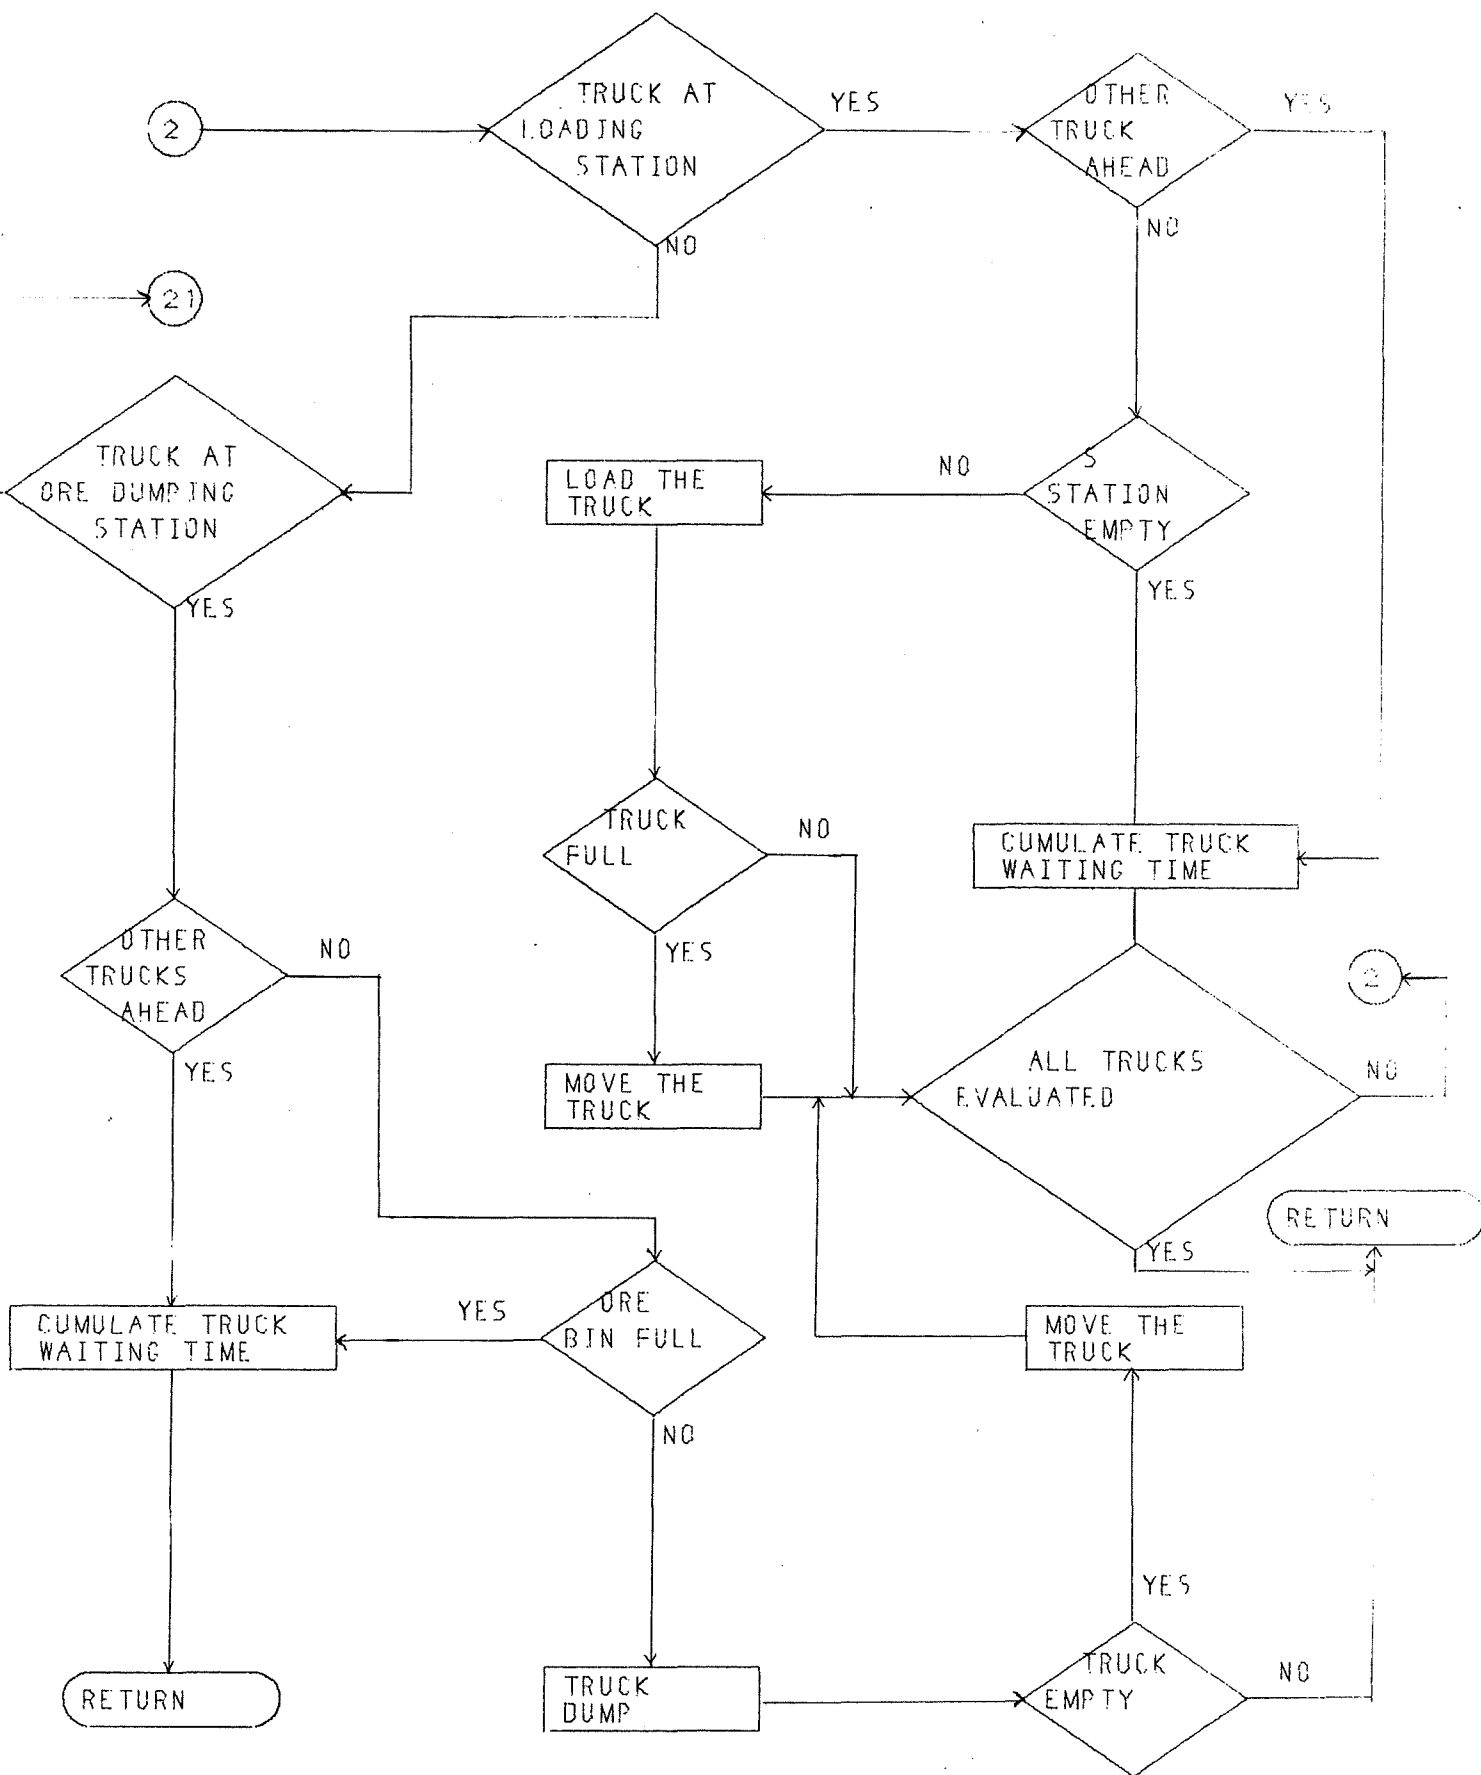 2
TRUCK AT
LOADING
STATION
YES
OTHER
TRUCK
AHEAD
YES
NO
NO
21
TRUCK AT
ORE DUMPING
STATION
YES
LOAD THE
TRUCK
NO
S
STATION
EMPTY
YES
TRUCK
FULL
NO
YES
CUMULATE TRUCK
WAITING TIME
OTHER
TRUCKS
AHEAD
NO
YES
2
MOVE THE
TRUCK
ALL TRUCKS
EVALUATED
NO
YES
RETURN
CUMULATE TRUCK
WAITING TIME
YES
ORE
BIN FULL
NO
MOVE THE
TRUCK
YES
RETURN
TRUCK
DUMP
TRUCK
EMPTY
NO